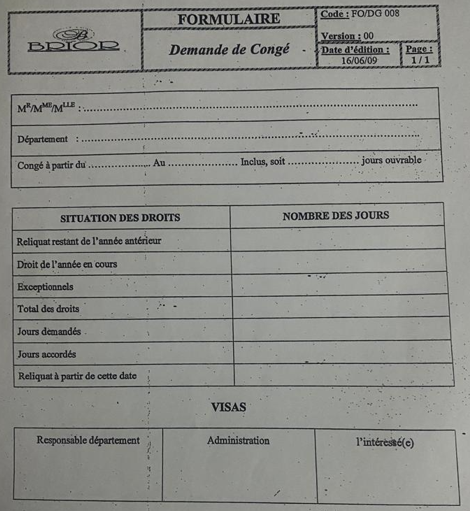 BRIOR
FORMULAIRE
Demande de Congé
Code : FO/DG 008
Version : 00
Date d'édition :
16/06/09
Page :
1 / 1
Mᴿ/Mᴹᴱ/Mᴸᴸᴱ : ...............................................................................................
Département : ...............................................................................................
Congé à partir du .................... Au ...................... Inclus, soit ...................... jours ouvrable
SITUATION DES DROITS NOMBRE DES JOURS
Reliquat restant de l'année antérieur
Droit de l'année en cours
Exceptionnels
Total des droits
Jours demandés
Jours accordés
Reliquat à partir de cette date
VISAS
Responsable département Administration l'intéressé(e)